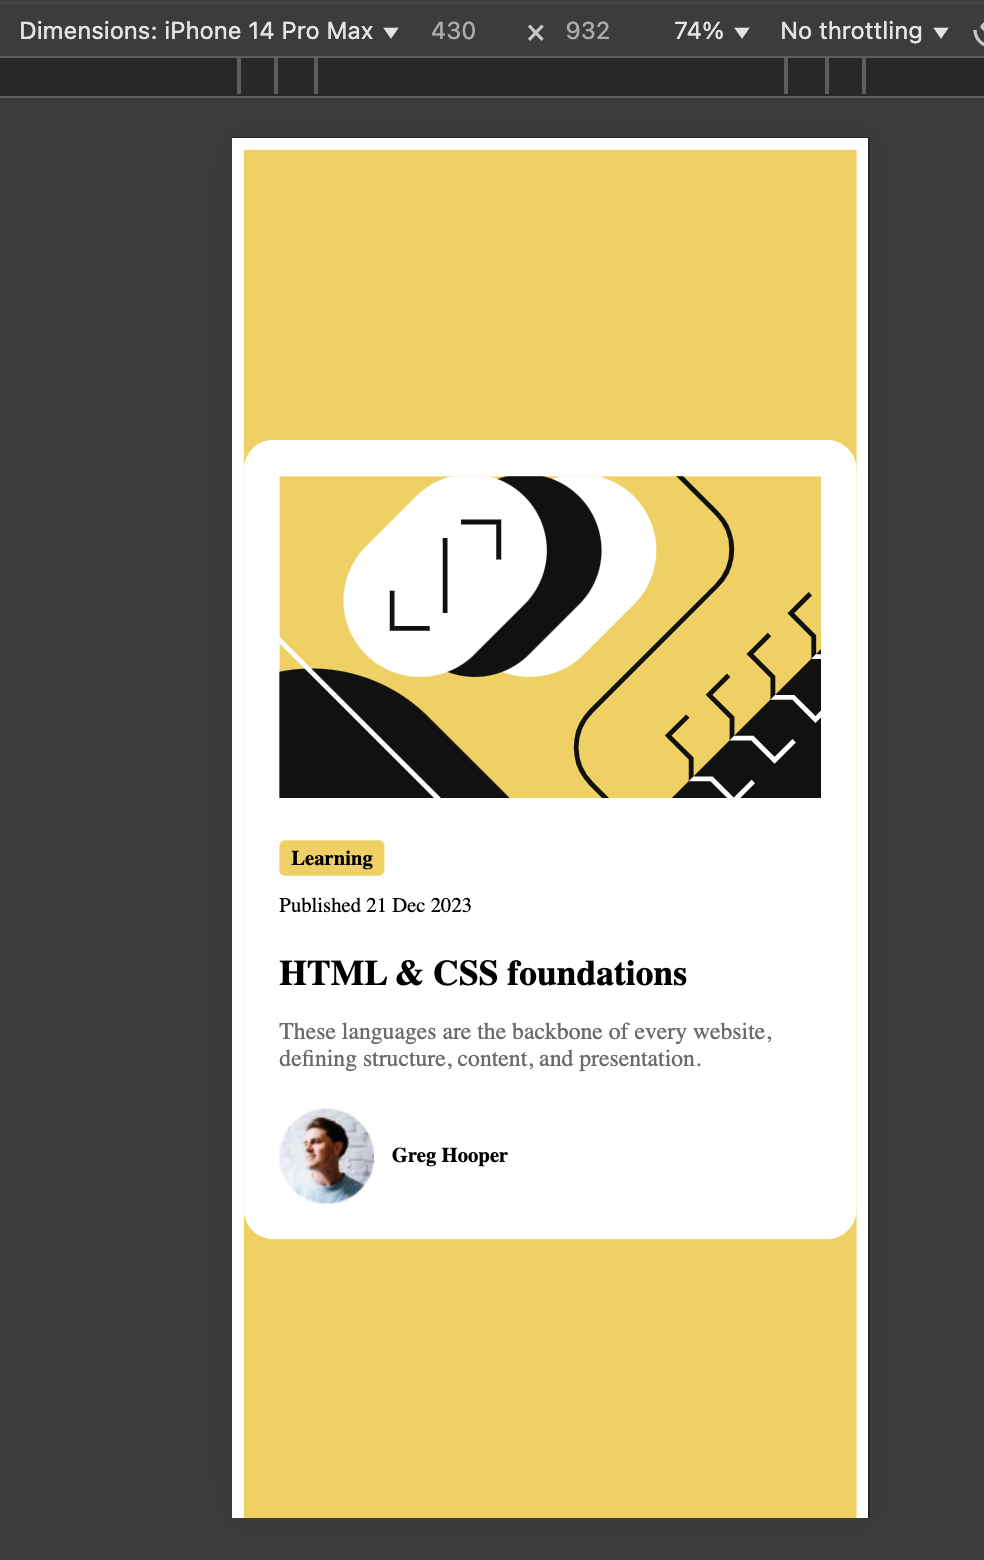 Dimensions: iPhone 14 Pro Max ▼ 430 × 932 74% ▼ No throttling ▼
Learning
Published 21 Dec 2023
HTML & CSS foundations
These languages are the backbone of every website,
defining structure, content, and presentation.
Greg Hooper